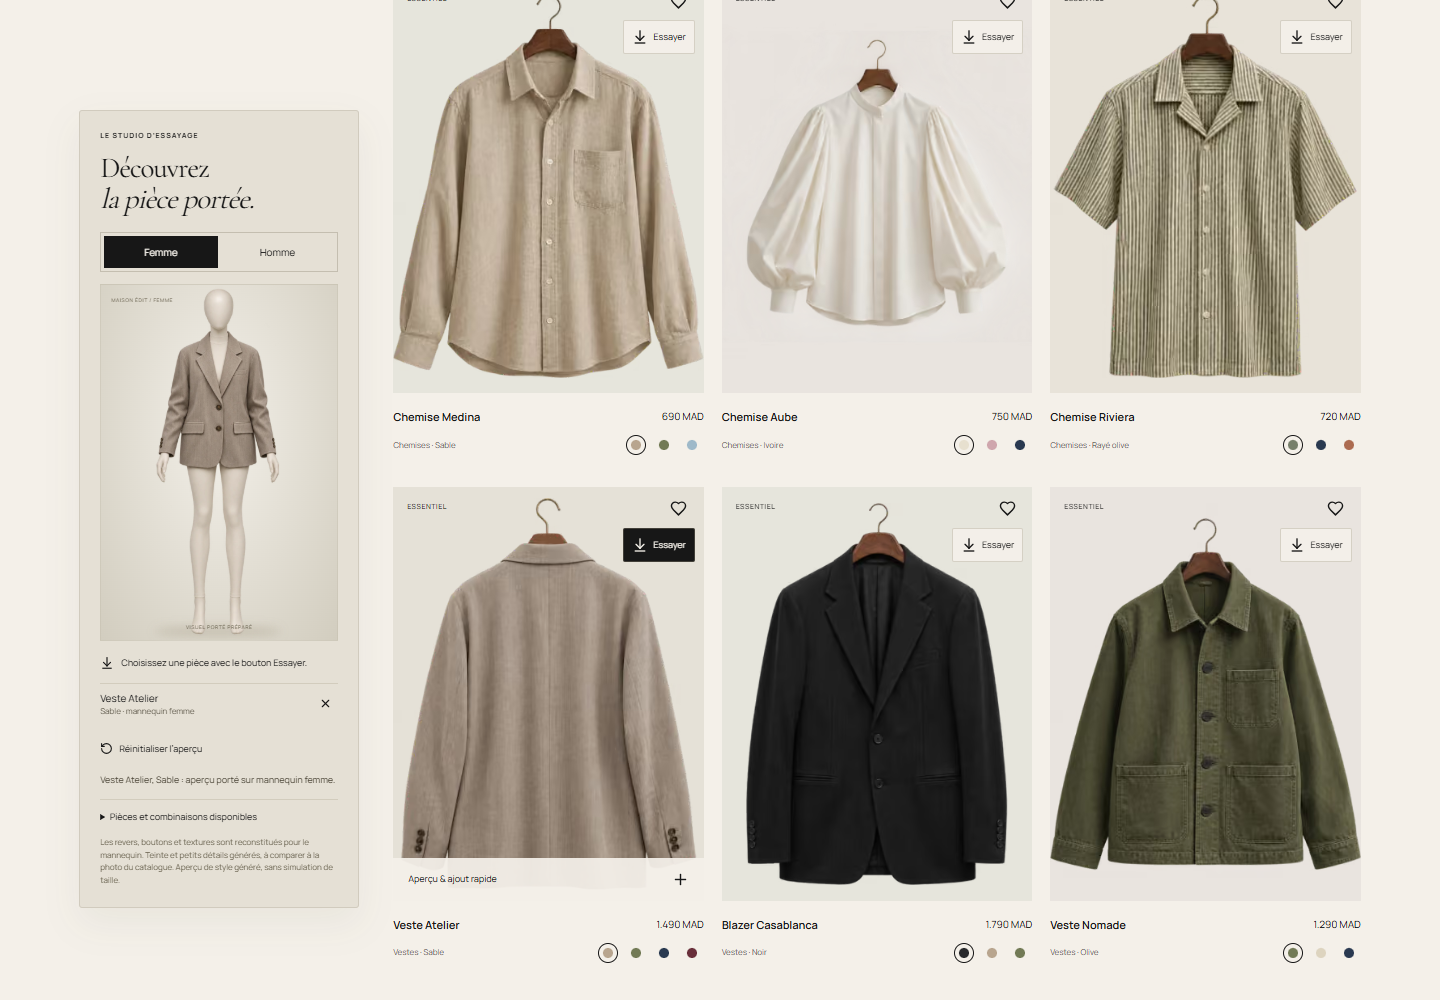 LE STUDIO D'ESSAYAGE
Découvrez
la pièce portée.
Femme
Homme
MAISON ÉDIT / FEMME
VISUEL PORTÉ PRÉPARÉ
Choisissez une pièce avec le bouton Essayer.
Veste Atelier
Sable · mannequin femme
Réinitialiser l'aperçu
Veste Atelier, Sable : aperçu porté sur mannequin femme.
Pièces et combinaisons disponibles
Les revers, boutons et textures sont reconstitués pour le
mannequin. Teinte et petits détails générés, à comparer à la
photo du catalogue. Aperçu de style généré, sans simulation de
taille.
Essayer
Essayer
Essayer
Chemise Medina
690 MAD
Chemises · Sable
Chemise Aube
750 MAD
Chemises · Ivoire
Chemise Riviera
720 MAD
Chemises · Rayé olive
ESSENTIEL
Essayer
ESSENTIEL
Essayer
ESSENTIEL
Essayer
Aperçu & ajout rapide
Veste Atelier
1.490 MAD
Vestes · Sable
Blazer Casablanca
1.790 MAD
Vestes · Noir
Veste Nomade
1.290 MAD
Vestes · Olive